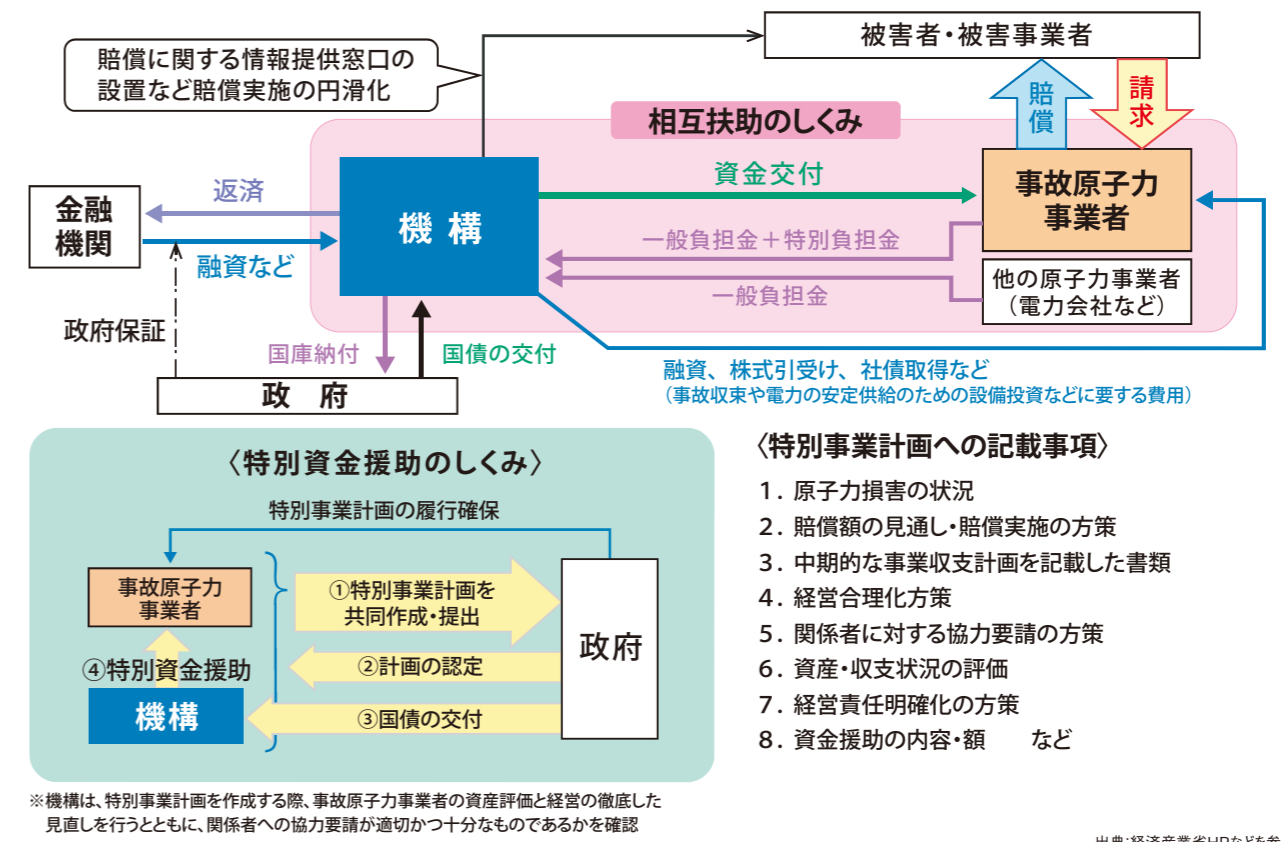 被害者・被害事業者
賠償に関する情報提供窓口の
設置など賠償実施の円滑化
賠償
請求
相互扶助のしくみ
機構
資金交付
事故原子力
事業者
金融
機関
返済
融資など
一般負担金＋特別負担金
一般負担金
他の原子力事業者
（電力会社など）
政府保証
国庫納付
国債の交付
政府
融資、株式引受け、社債取得など
（事故収束や電力の安定供給のための設備投資などに要する費用）
〈特別資金援助のしくみ〉
特別事業計画の履行確保
事故原子力
事業者
①特別事業計画を
共同作成・提出
政府
②計画の認定
④特別資金援助
機構
③国債の交付
〈特別事業計画への記載事項〉
1．原子力損害の状況
2．賠償額の見通し・賠償実施の方策
3．中期的な事業収支計画を記載した書類
4．経営合理化方策
5．関係者に対する協力要請の方策
6．資産・収支状況の評価
7．経営責任明確化の方策
8．資金援助の内容・額　　など
※機構は、特別事業計画を作成する際、事故原子力事業者の資産評価と経営の徹底した
見直しを行うとともに、関係者への協力要請が適切かつ十分なものであるかを確認
出典：経済産業省HPなどを参